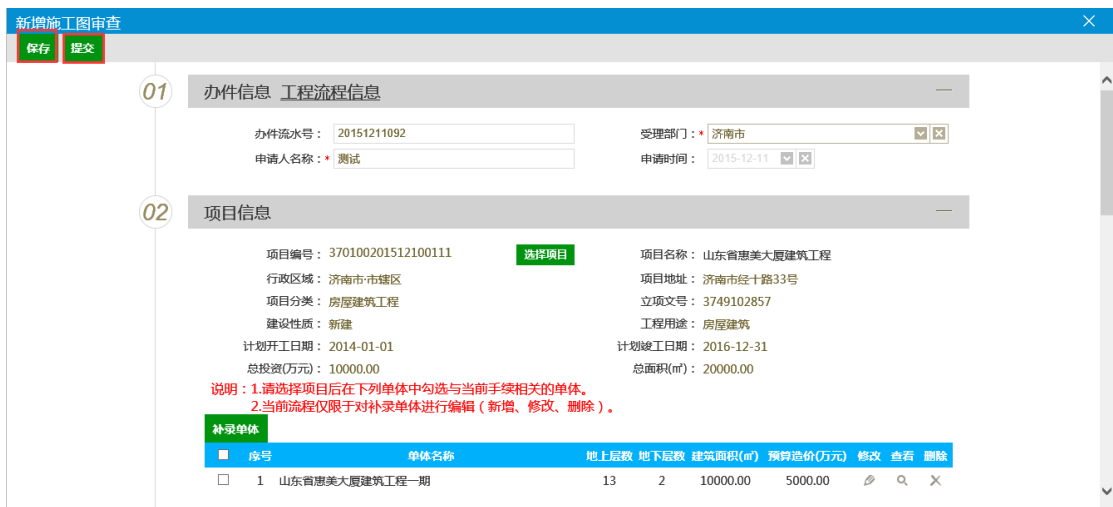 新增施工图审查
保存 提交
01 办件信息 工程流程信息
办件流水号： 20151211092 受理部门：* 济南市
申请人名称：* 测试 申请时间： 2015-12-11
02 项目信息
项目编号： 370100201512100111 选择项目 项目名称： 山东省惠美大厦建筑工程
行政区域： 济南市·市辖区 项目地址： 济南市经十路33号
项目分类： 房屋建筑工程 立项文号： 3749102857
建设性质： 新建 工程用途： 房屋建筑
计划开工日期： 2014-01-01 计划竣工日期： 2016-12-31
总投资(万元)： 10000.00 总面积(㎡)： 20000.00
说明：1.请选择项目后在下列单体中勾选与当前手续相关的单体。
2.当前流程仅限于对补录单体进行编辑（新增、修改、删除）。
补录单体
序号 单体名称 地上层数 地下层数 建筑面积(㎡) 预算造价(万元) 修改 查看 删除
1 山东省惠美大厦建筑工程一期 13 2 10000.00 5000.00